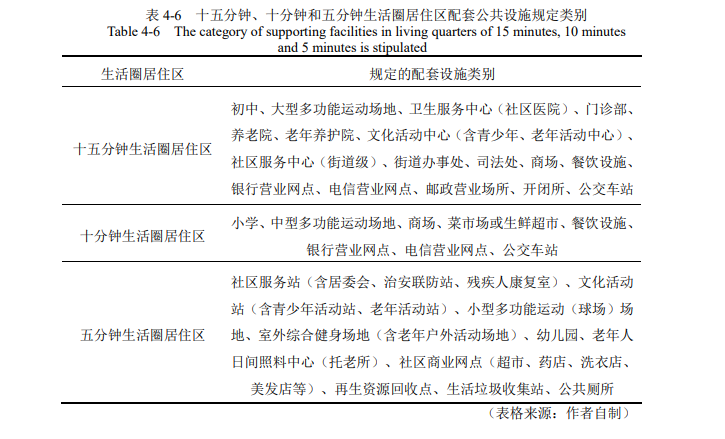 表 4-6 十五分钟、十分钟和五分钟生活圈居住区配套公共设施规定类别
Table 4-6 The category of supporting facilities in living quarters of 15 minutes, 10 minutes
and 5 minutes is stipulated
生活圈居住区 规定的配套设施类别
初中、大型多功能运动场地、卫生服务中心（社区医院）、门诊部、
养老院、老年养护院、文化活动中心（含青少年、老年活动中心）、
十五分钟生活圈居住区
社区服务中心（街道级）、街道办事处、司法处、商场、餐饮设施、
银行营业网点、电信营业网点、邮政营业场所、开闭所、公交车站
小学、中型多功能运动场地、商场、菜市场或生鲜超市、餐饮设施、
十分钟生活圈居住区
银行营业网点、电信营业网点、公交车站
社区服务站（含居委会、治安联防站、残疾人康复室）、文化活动
站（含青少年活动站、老年活动站）、小型多功能运动（球场）场
五分钟生活圈居住区
地、室外综合健身场地（含老年户外活动场地）、幼儿园、老年人
日间照料中心（托老所）、社区商业网点（超市、药店、洗衣店、
美发店等）、再生资源回收点、生活垃圾收集站、公共厕所
（表格来源：作者自制）